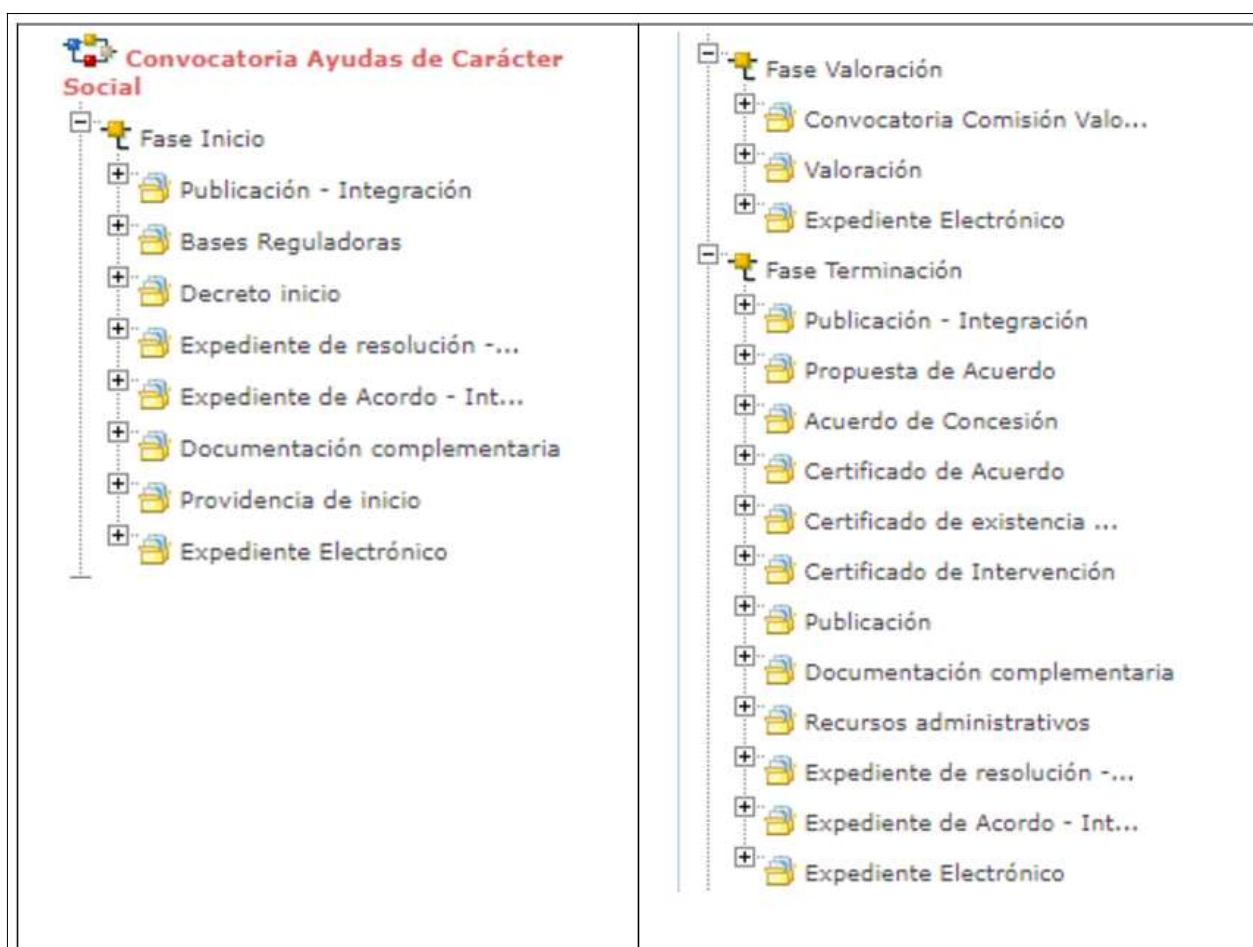 Convocatoria Ayudas de Carácter
Social
Fase Inicio
Publicación - Integración
Bases Reguladoras
Decreto inicio
Expediente de resolución -...
Expediente de Acordo - Int...
Documentación complementaria
Providencia de inicio
Expediente Electrónico
Fase Valoración
Convocatoria Comisión Valo...
Valoración
Expediente Electrónico
Fase Terminación
Publicación - Integración
Propuesta de Acuerdo
Acuerdo de Concesión
Certificado de Acuerdo
Certificado de existencia ...
Certificado de Intervención
Publicación
Documentación complementaria
Recursos administrativos
Expediente de resolución -...
Expediente de Acordo - Int...
Expediente Electrónico